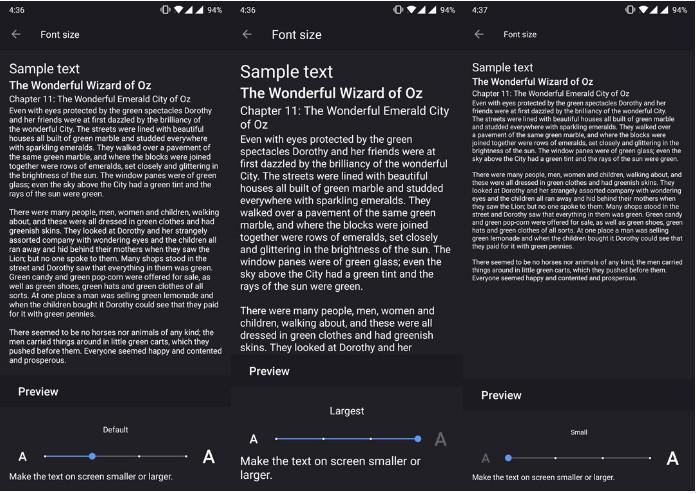 4:36 94%
Font size
Sample text
The Wonderful Wizard of Oz
Chapter 11: The Wonderful Emerald City of Oz
Even with eyes protected by the green spectacles Dorothy
and her friends were at first dazzled by the brilliancy of
the wonderful City. The streets were lined with beautiful
houses all built of green marble and studded everywhere
with sparkling emeralds. They walked over a pavement of
the same green marble, and where the blocks were joined
together were rows of emeralds, set closely and glittering in
the brightness of the sun. The window panes were of green
glass; even the sky above the City had a green tint and the
rays of the sun were green.
There were many people, men, women and children, walking
about, and these were all dressed in green clothes and had
greenish skins. They looked at Dorothy and her strangely
assorted company with wondering eyes and the children all
ran away and hid behind their mothers when they saw the
Lion; but no one spoke to them. Many shops stood in the
street and Dorothy saw that everything in them was green.
Green candy and green pop-corn were offered for sale, as
well as green shoes, green hats and green clothes of all
sorts. At one place a man was selling green lemonade and
when the children bought it Dorothy could see that they paid
for it with green pennies.
There seemed to be no horses nor animals of any kind; the
men carried things around in little green carts, which they
pushed before them. Everyone seemed happy and contented
and prosperous.
Preview
Default
A A
Make the text on screen smaller or larger.
4:36 94%
Font size
Sample text
The Wonderful Wizard of Oz
Chapter 11: The Wonderful Emerald City
of Oz
Even with eyes protected by the green
spectacles Dorothy and her friends were at
first dazzled by the brilliancy of the wonderful
City. The streets were lined with beautiful
houses all built of green marble and studded
everywhere with sparkling emeralds. They
walked over a pavement of the same green
marble, and where the blocks were joined
together were rows of emeralds, set closely
and glittering in the brightness of the sun. The
window panes were of green glass; even the
sky above the City had a green tint and the
rays of the sun were green.
There were many people, men, women and
children, walking about, and these were all
dressed in green clothes and had greenish
skins. They looked at Dorothy and her
Preview
Largest
A A
Make the text on screen smaller or
larger.
4:37 94%
Font size
Sample text
The Wonderful Wizard of Oz
Chapter 11: The Wonderful Emerald City of Oz
Even with eyes protected by the green spectacles Dorothy and her
friends were at first dazzled by the brilliancy of the wonderful City.
The streets were lined with beautiful houses all built of green marble
and studded everywhere with sparkling emeralds. They walked over
a pavement of the same green marble, and where the blocks were
joined together were rows of emeralds, set closely and glittering in the
brightness of the sun. The window panes were of green glass; even the
sky above the City had a green tint and the rays of the sun were green.
There were many people, men, women and children, walking about, and
these were all dressed in green clothes and had greenish skins. They
looked at Dorothy and her strangely assorted company with wondering
eyes and the children all ran away and hid behind their mothers
when they saw the Lion; but no one spoke to them. Many shops stood in the
street and Dorothy saw that everything in them was green. Green candy
and green pop-corn were offered for sale, as well as green shoes, green
hats and green clothes of all sorts. At one place a man was selling
green lemonade and when the children bought it Dorothy could see that
they paid for it with green pennies.
There seemed to be no horses nor animals of any kind; the men carried
things around in little green carts, which they pushed before them.
Everyone seemed happy and contented and prosperous.
Preview
Small
A A
Make the text on screen smaller or larger.